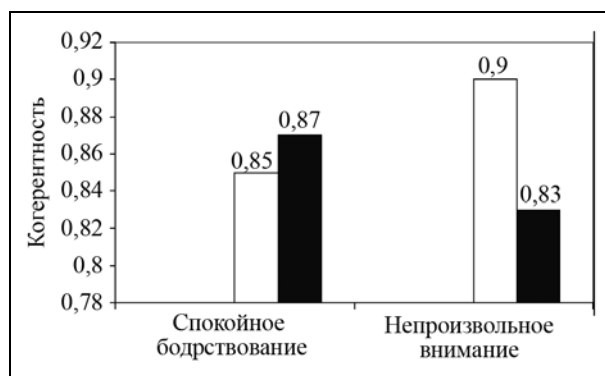 Когерентность
0,92
0,9
0,88
0,86
0,84
0,82
0,8
0,78
0,85
0,87
0,9
0,83
Спокойное
бодрствование
Непроизвольное
внимание